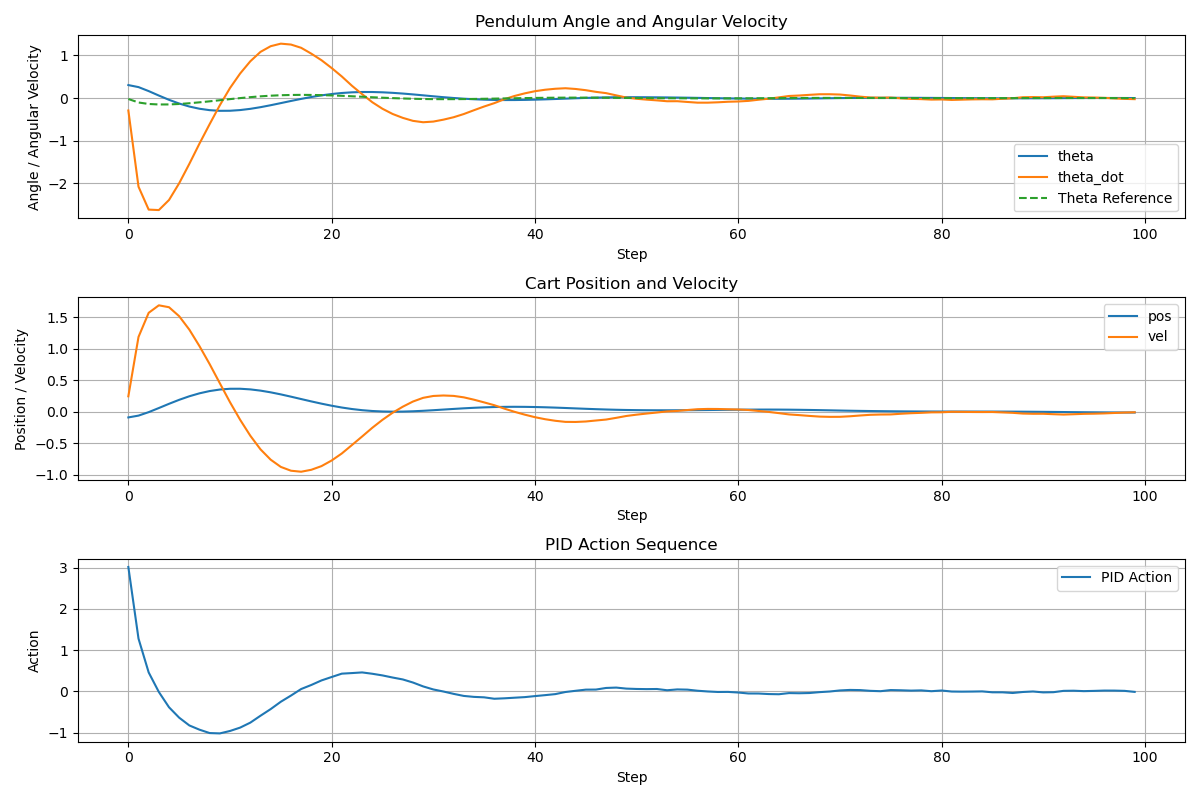 Pendulum Angle and Angular Velocity
Angle / Angular Velocity
1
0
−1
−2
theta
theta_dot
Theta Reference
0 20 40 60 80 100
Step
Cart Position and Velocity
Position / Velocity
1.5
1.0
0.5
0.0
−0.5
−1.0
pos
vel
0 20 40 60 80 100
Step
PID Action Sequence
Action
3
2
1
0
−1
PID Action
0 20 40 60 80 100
Step